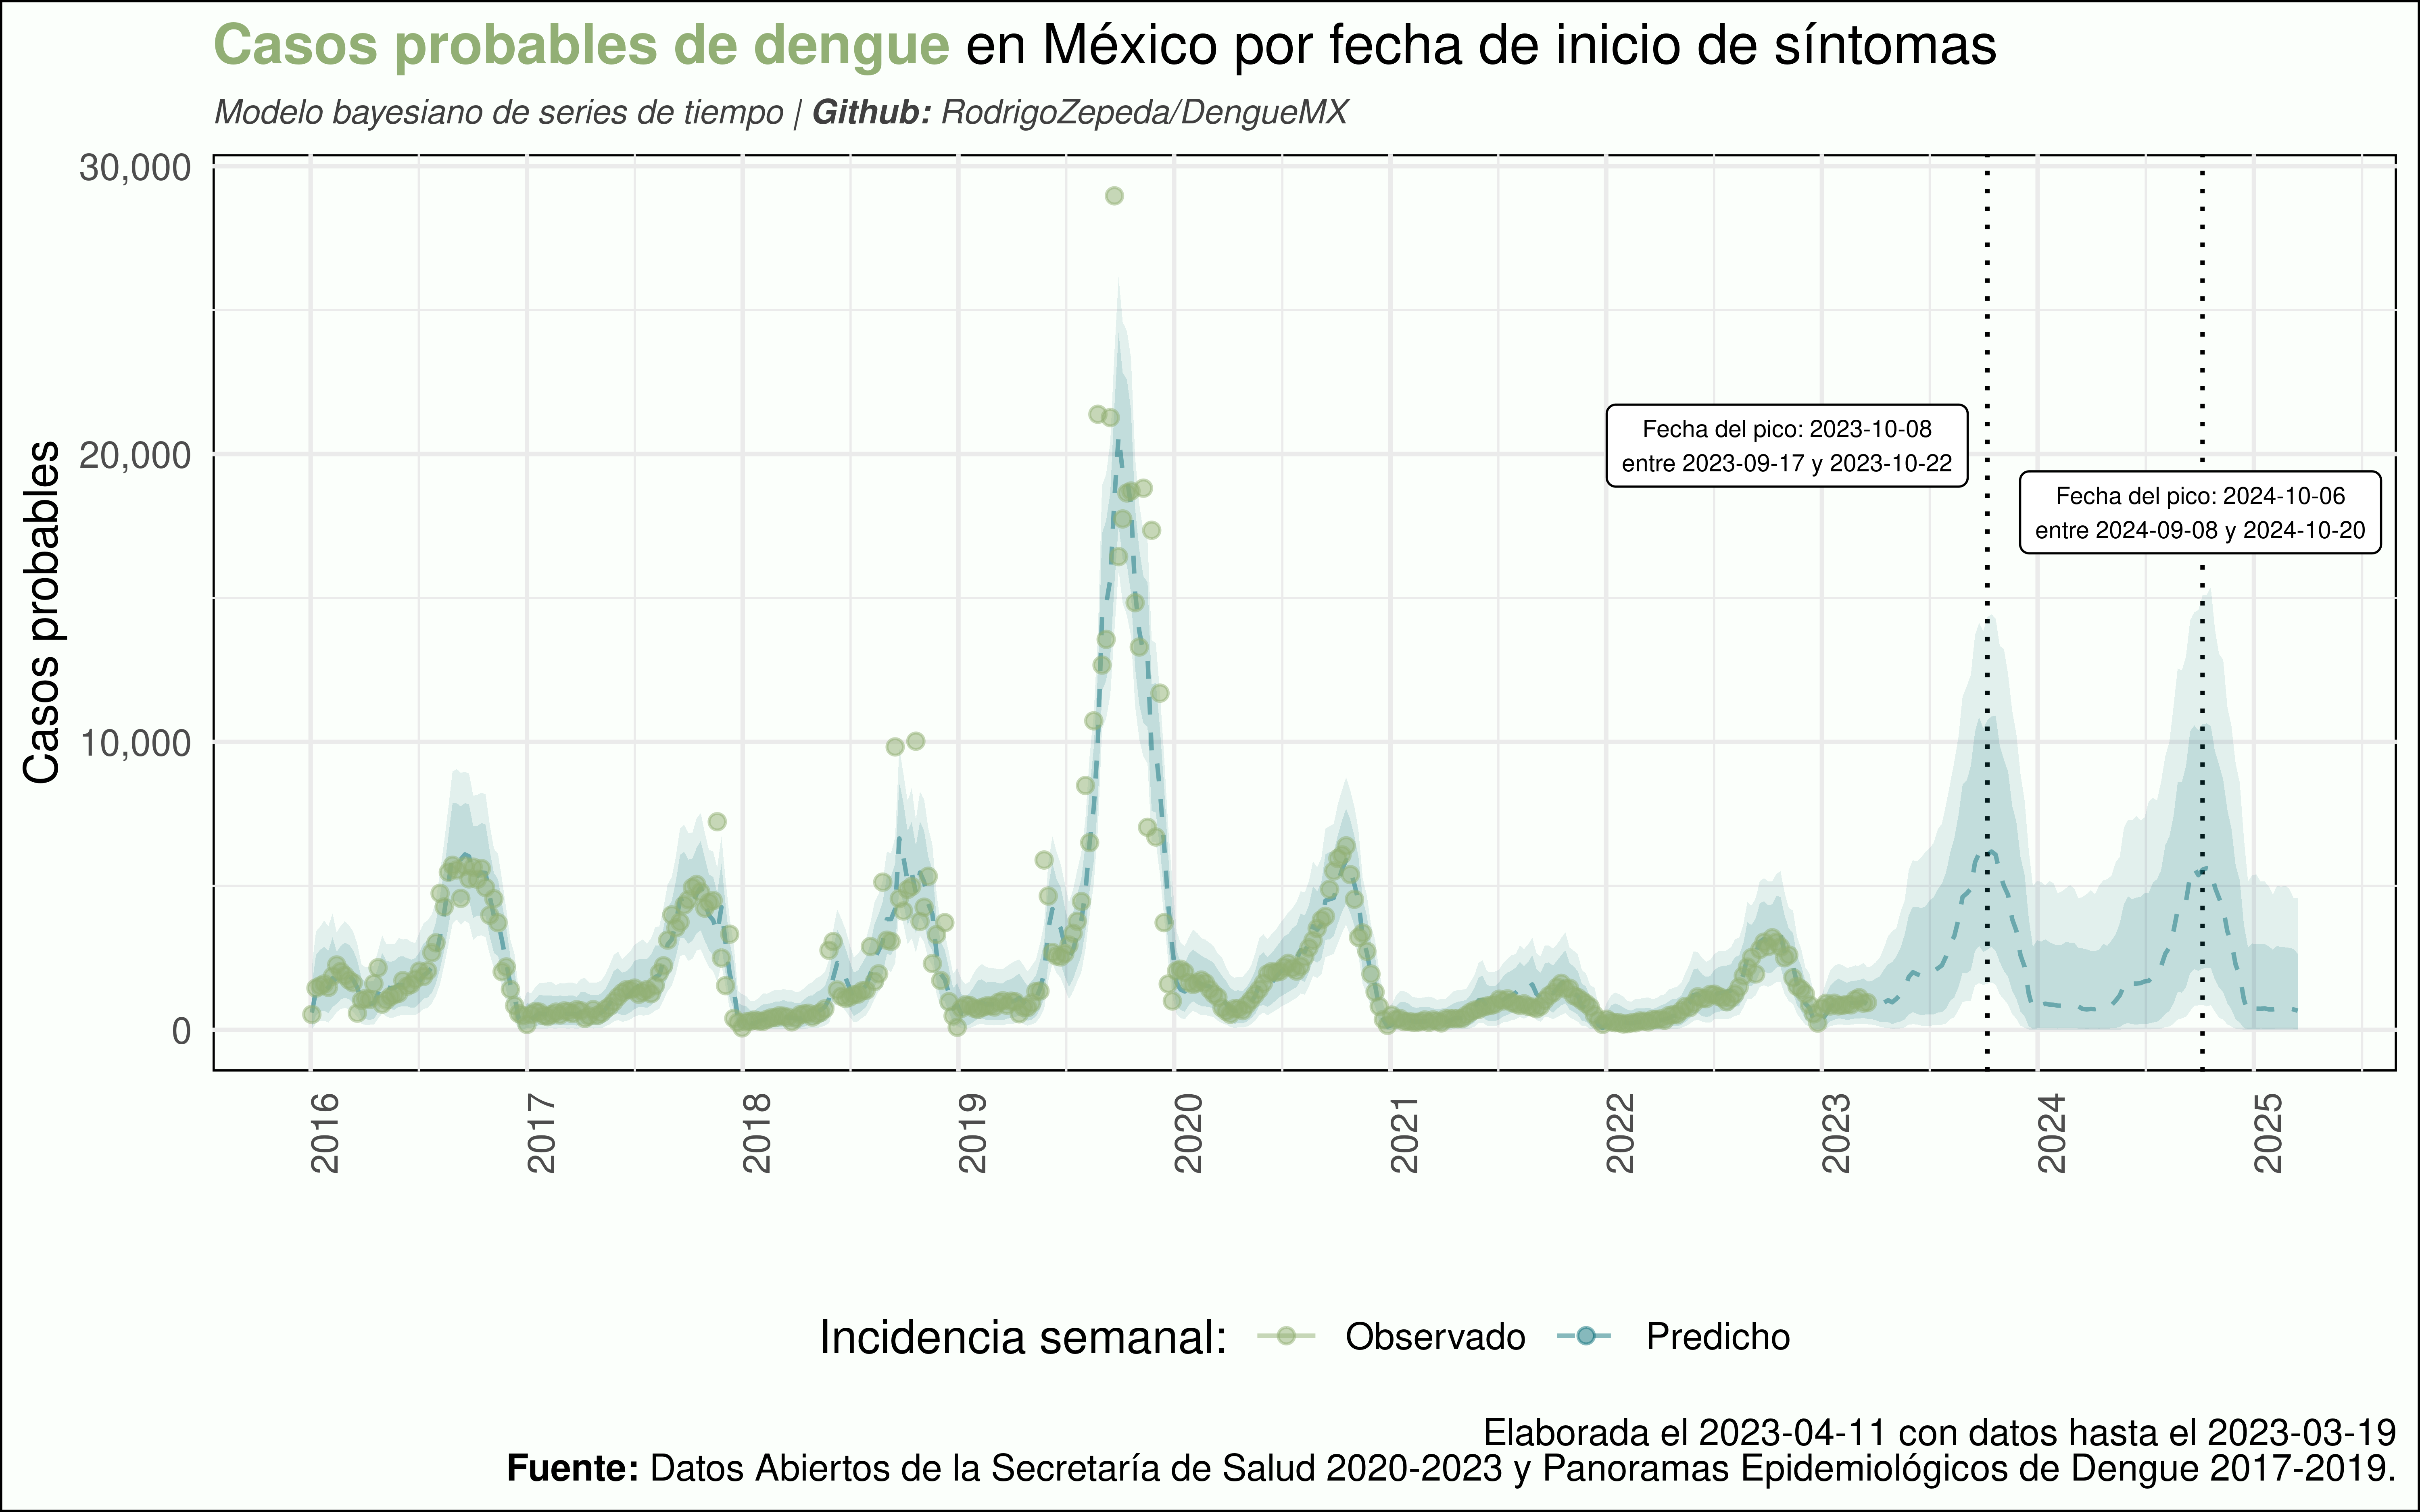 Casos probables de dengue en México por fecha de inicio de síntomas
Modelo bayesiano de series de tiempo | Github: RodrigoZepeda/DengueMX
Casos probables
30,000
20,000
10,000
0
Fecha del pico: 2023-10-08
entre 2023-09-17 y 2023-10-22
Fecha del pico: 2024-10-06
entre 2024-09-08 y 2024-10-20
2016
2017
2018
2019
2020
2021
2022
2023
2024
2025
Incidencia semanal: Observado Predicho
Elaborada el 2023-04-11 con datos hasta el 2023-03-19
Fuente: Datos Abiertos de la Secretaría de Salud 2020-2023 y Panoramas Epidemiológicos de Dengue 2017-2019.